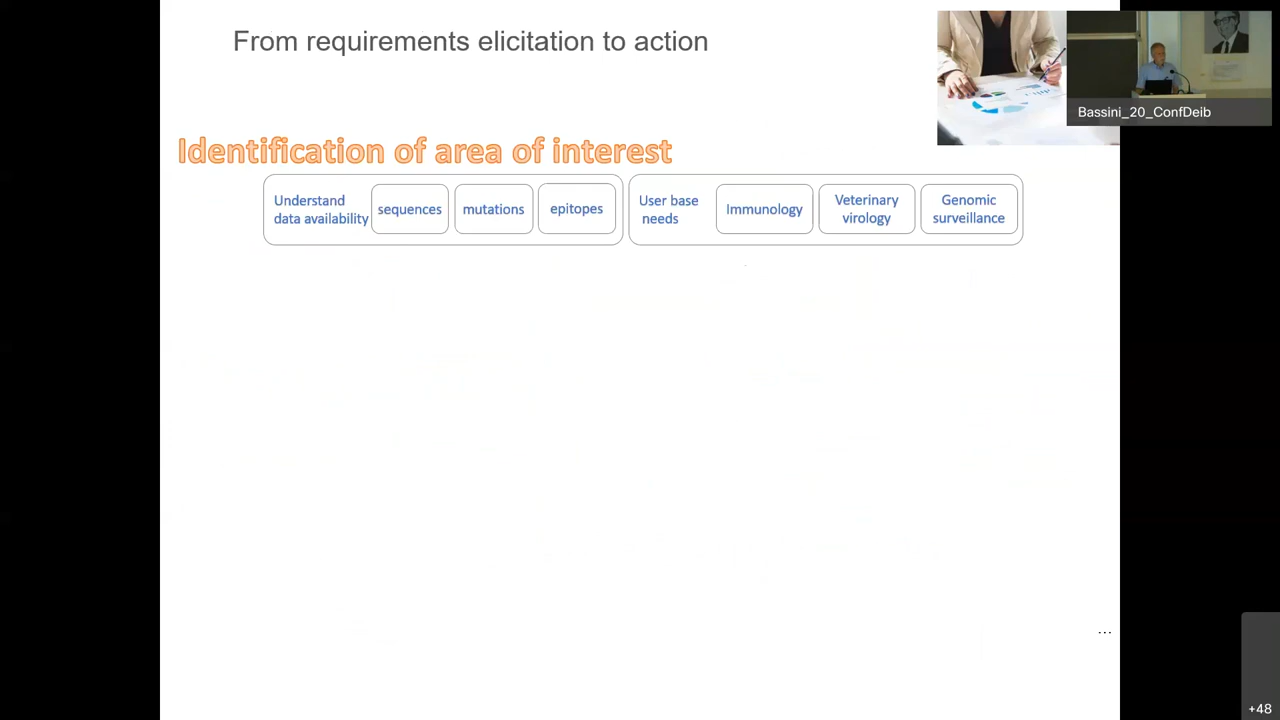 From requirements elicitation to action
Bassini_20_ConfDeib
Identification of area of interest
Understand
data availability
sequences
mutations
epitopes
User base
needs
Immunology
Veterinary
virology
Genomic
surveillance
...
+48